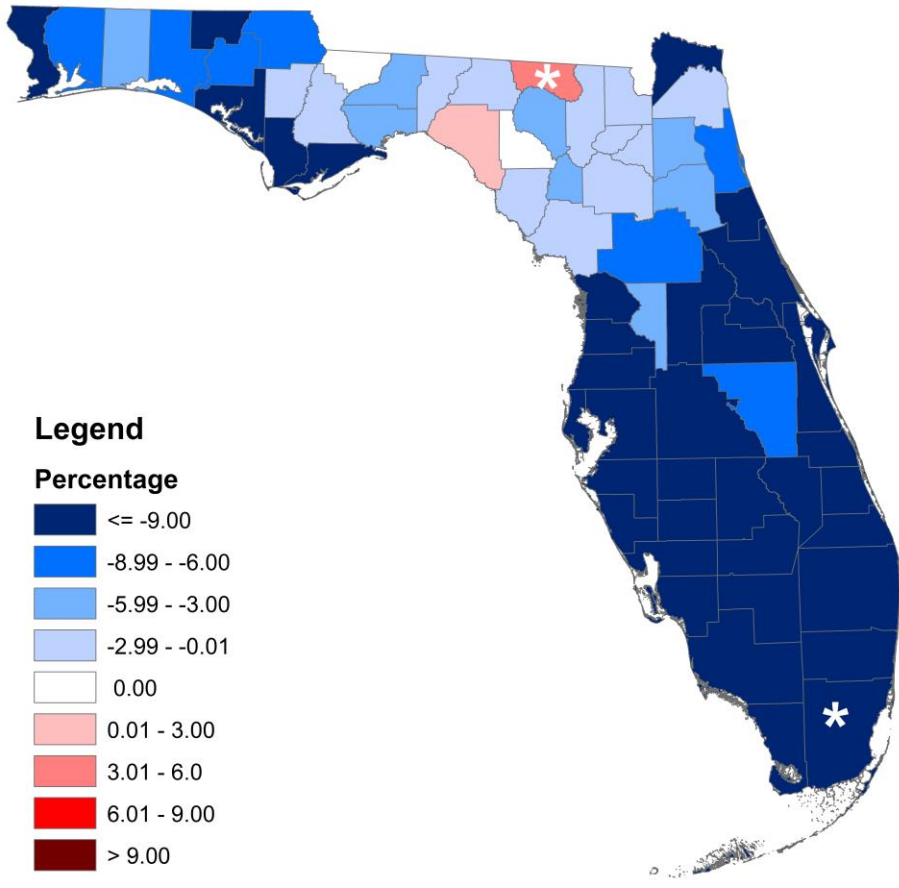 *
Legend
Percentage
<= -9.00
-8.99 - -6.00
-5.99 - -3.00
-2.99 - -0.01
0.00
0.01 - 3.00
3.01 - 6.0
6.01 - 9.00
> 9.00
*